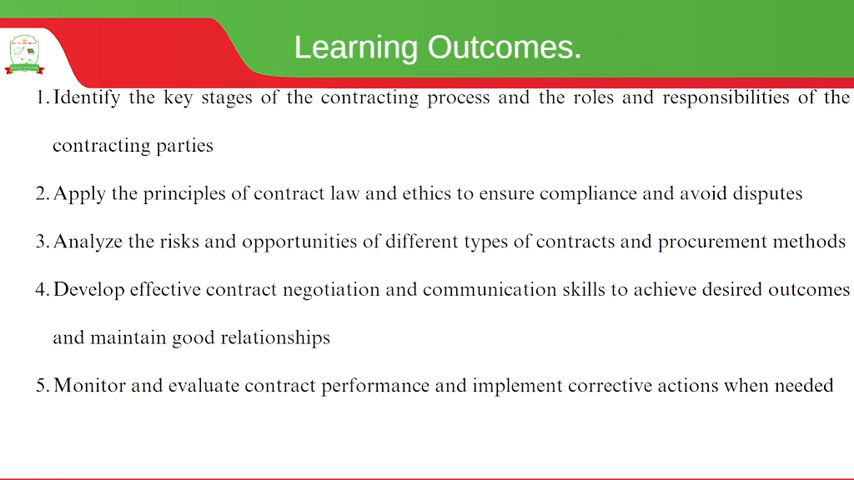 Learning Outcomes.
1. Identify the key stages of the contracting process and the roles and responsibilities of the
contracting parties
2. Apply the principles of contract law and ethics to ensure compliance and avoid disputes
3. Analyze the risks and opportunities of different types of contracts and procurement methods
4. Develop effective contract negotiation and communication skills to achieve desired outcomes
and maintain good relationships
5. Monitor and evaluate contract performance and implement corrective actions when needed